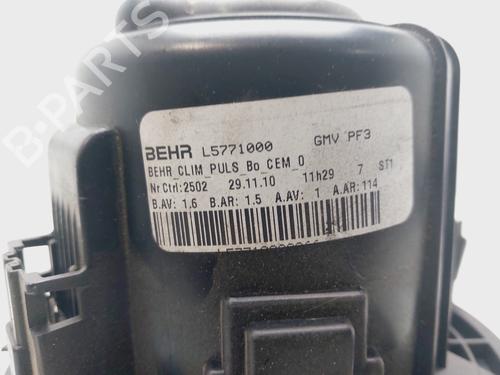 B-PARTS
BEHR L5771000 GMV PF3
BEHR_CLIM_PULS_Bo_CEM_0
Nr Ctrl:2502 29.11.10 11h29 7 ST1
B.AV: 1.6 B.AR: 1.5 A.AV: 1 A.AR: 114